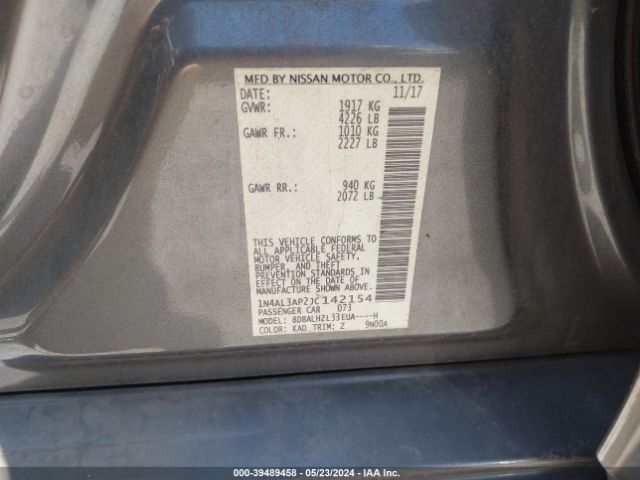 MFD BY NISSAN MOTOR CO., LTD.
DATE: 11/17
GVWR: 1917 KG
4226 LB
GAWR FR.: 1010 KG
2227 LB
GAWR RR.: 940 KG
2072 LB
THIS VEHICLE CONFORMS TO
ALL APPLICABLE FEDERAL
MOTOR VEHICLE SAFETY,
BUMPER, AND THEFT
PREVENTION STANDARDS IN
EFFECT ON THE DATE OF
MANUFACTURE SHOWN ABOVE.
1N4AL3AP2JC142154
PASSENGER CAR 073
MODEL: BDBALHZL33EUA----H
COLOR: KAD TRIM: Z 9N00A
000-39489458 - 05/23/2024 - IAA Inc.